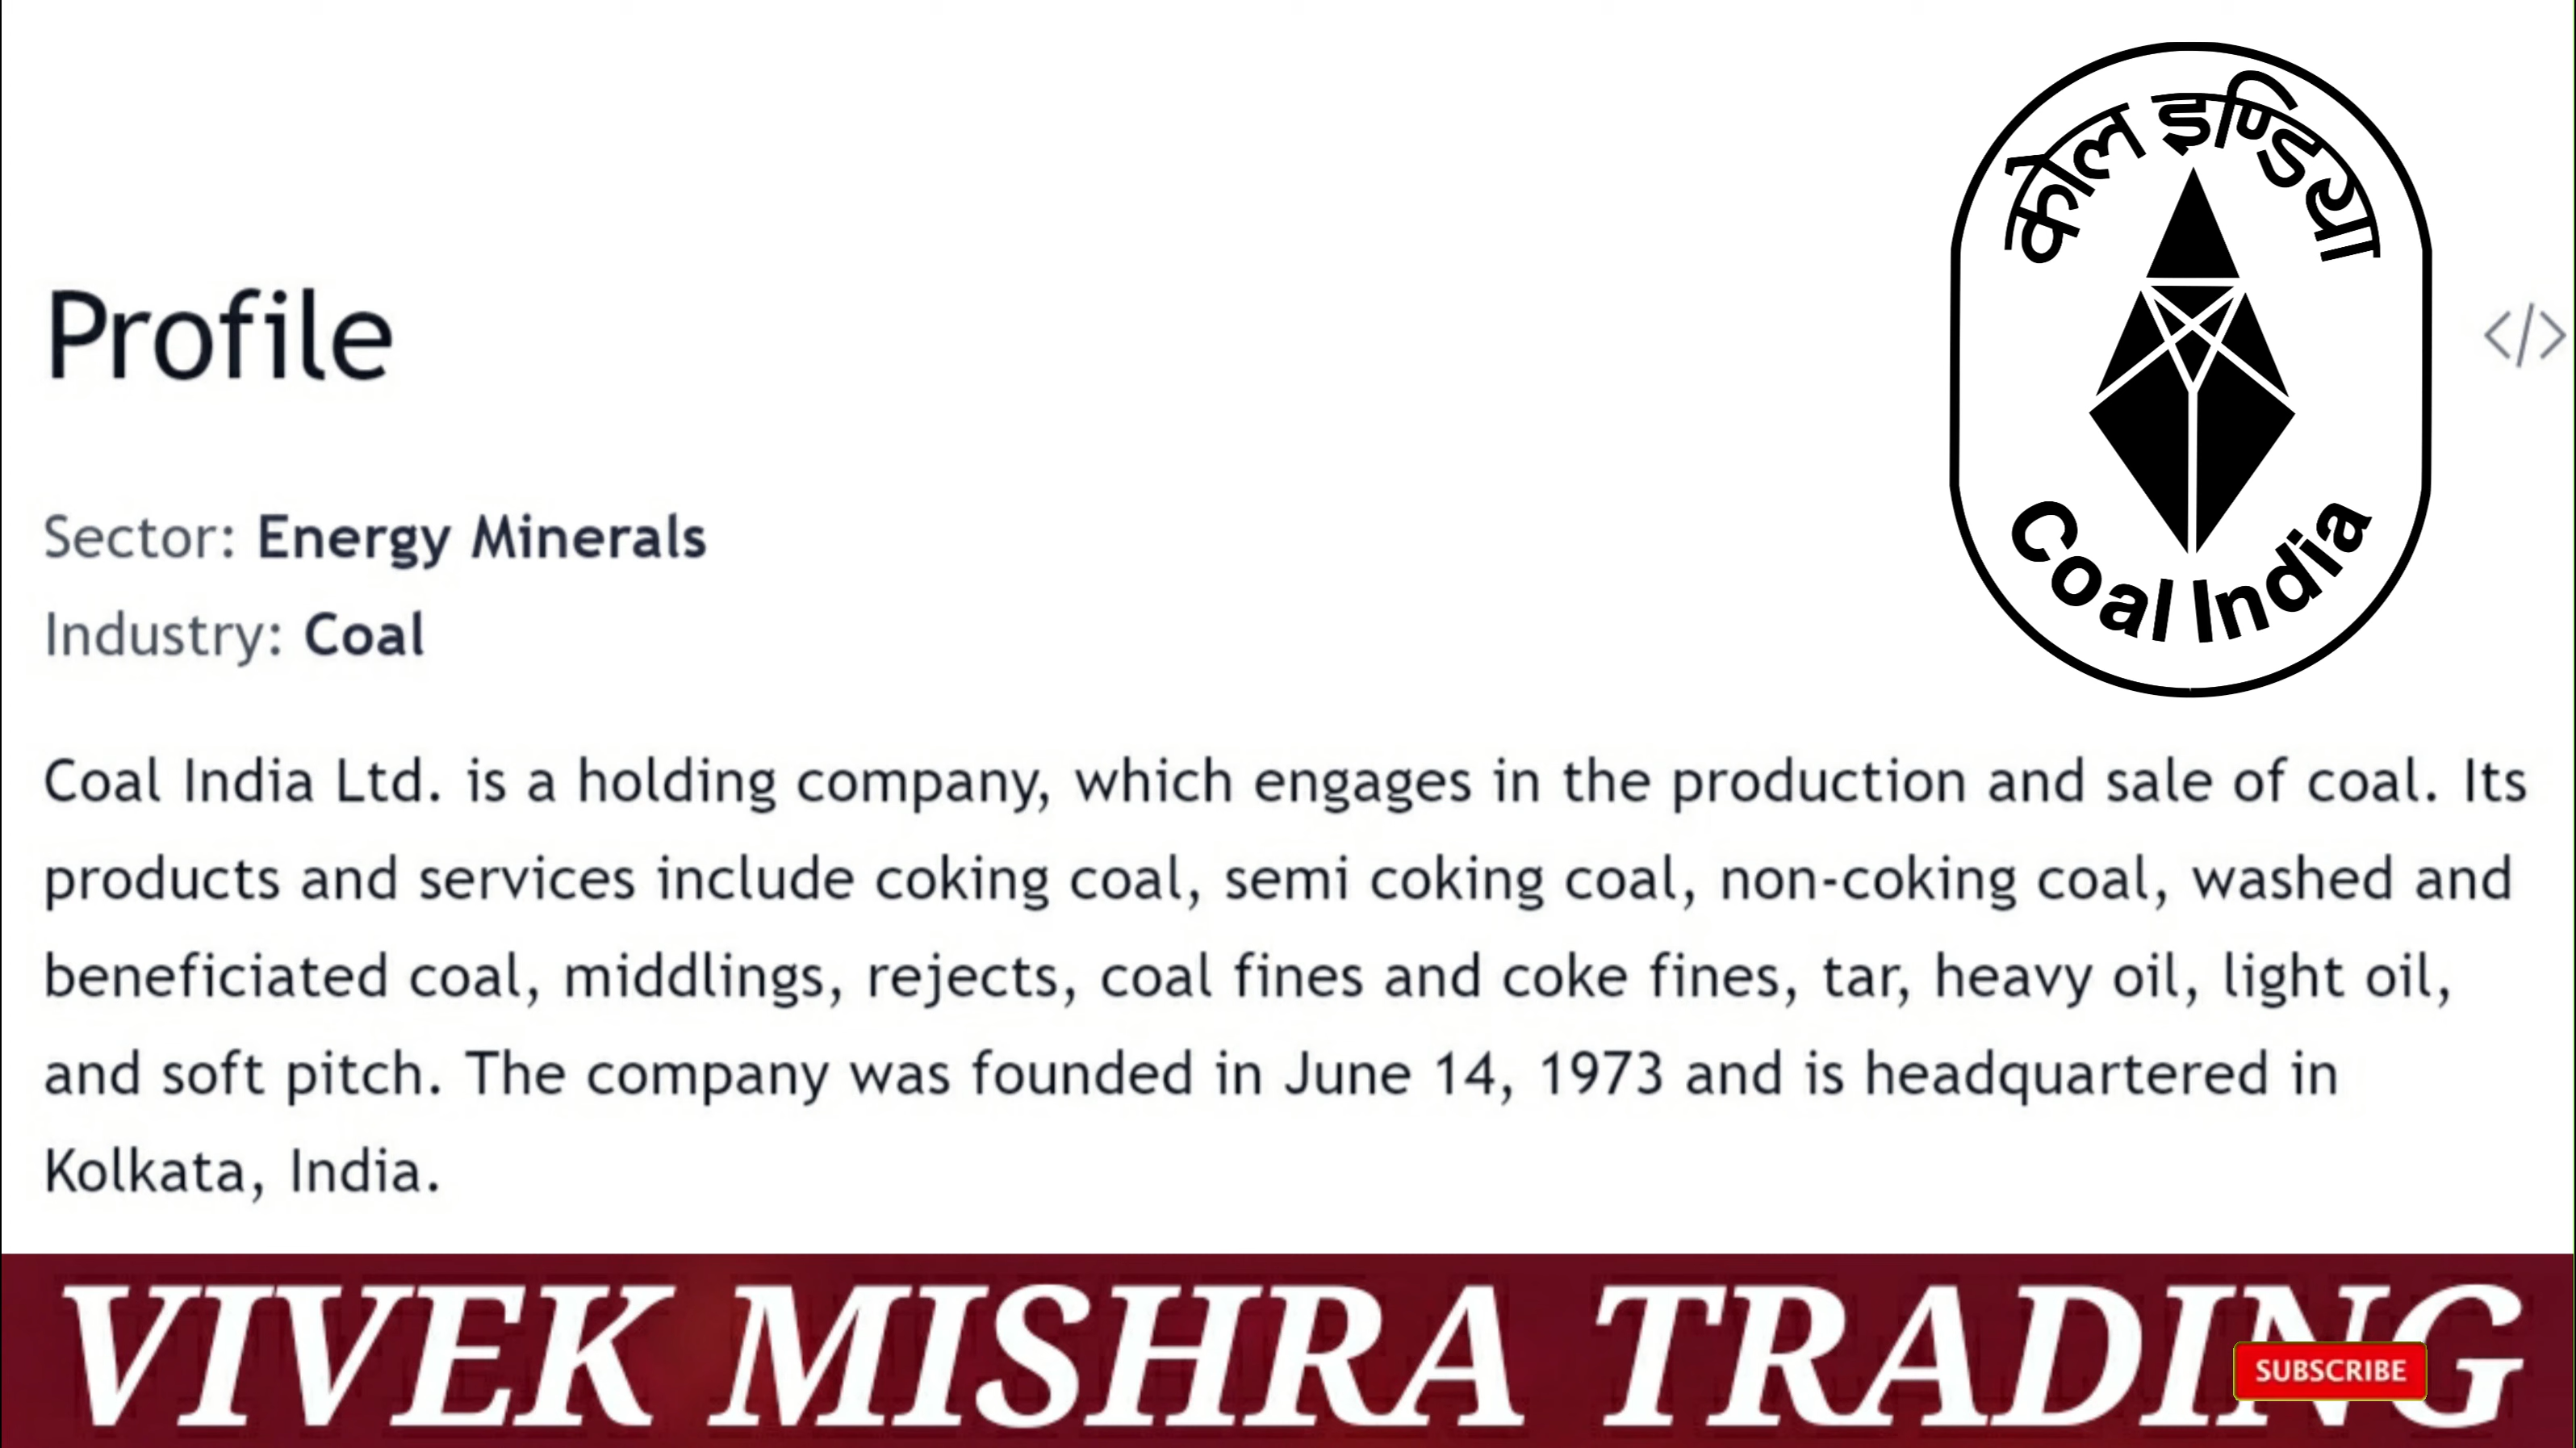 कोल इण्डिया
Coal India
Profile
</>
Sector: Energy Minerals
Industry: Coal
Coal India Ltd. is a holding company, which engages in the production and sale of coal. Its
products and services include coking coal, semi coking coal, non-coking coal, washed and
beneficiated coal, middlings, rejects, coal fines and coke fines, tar, heavy oil, light oil,
and soft pitch. The company was founded in June 14, 1973 and is headquartered in
Kolkata, India.
VIVEK MISHRA TRADING
SUBSCRIBE